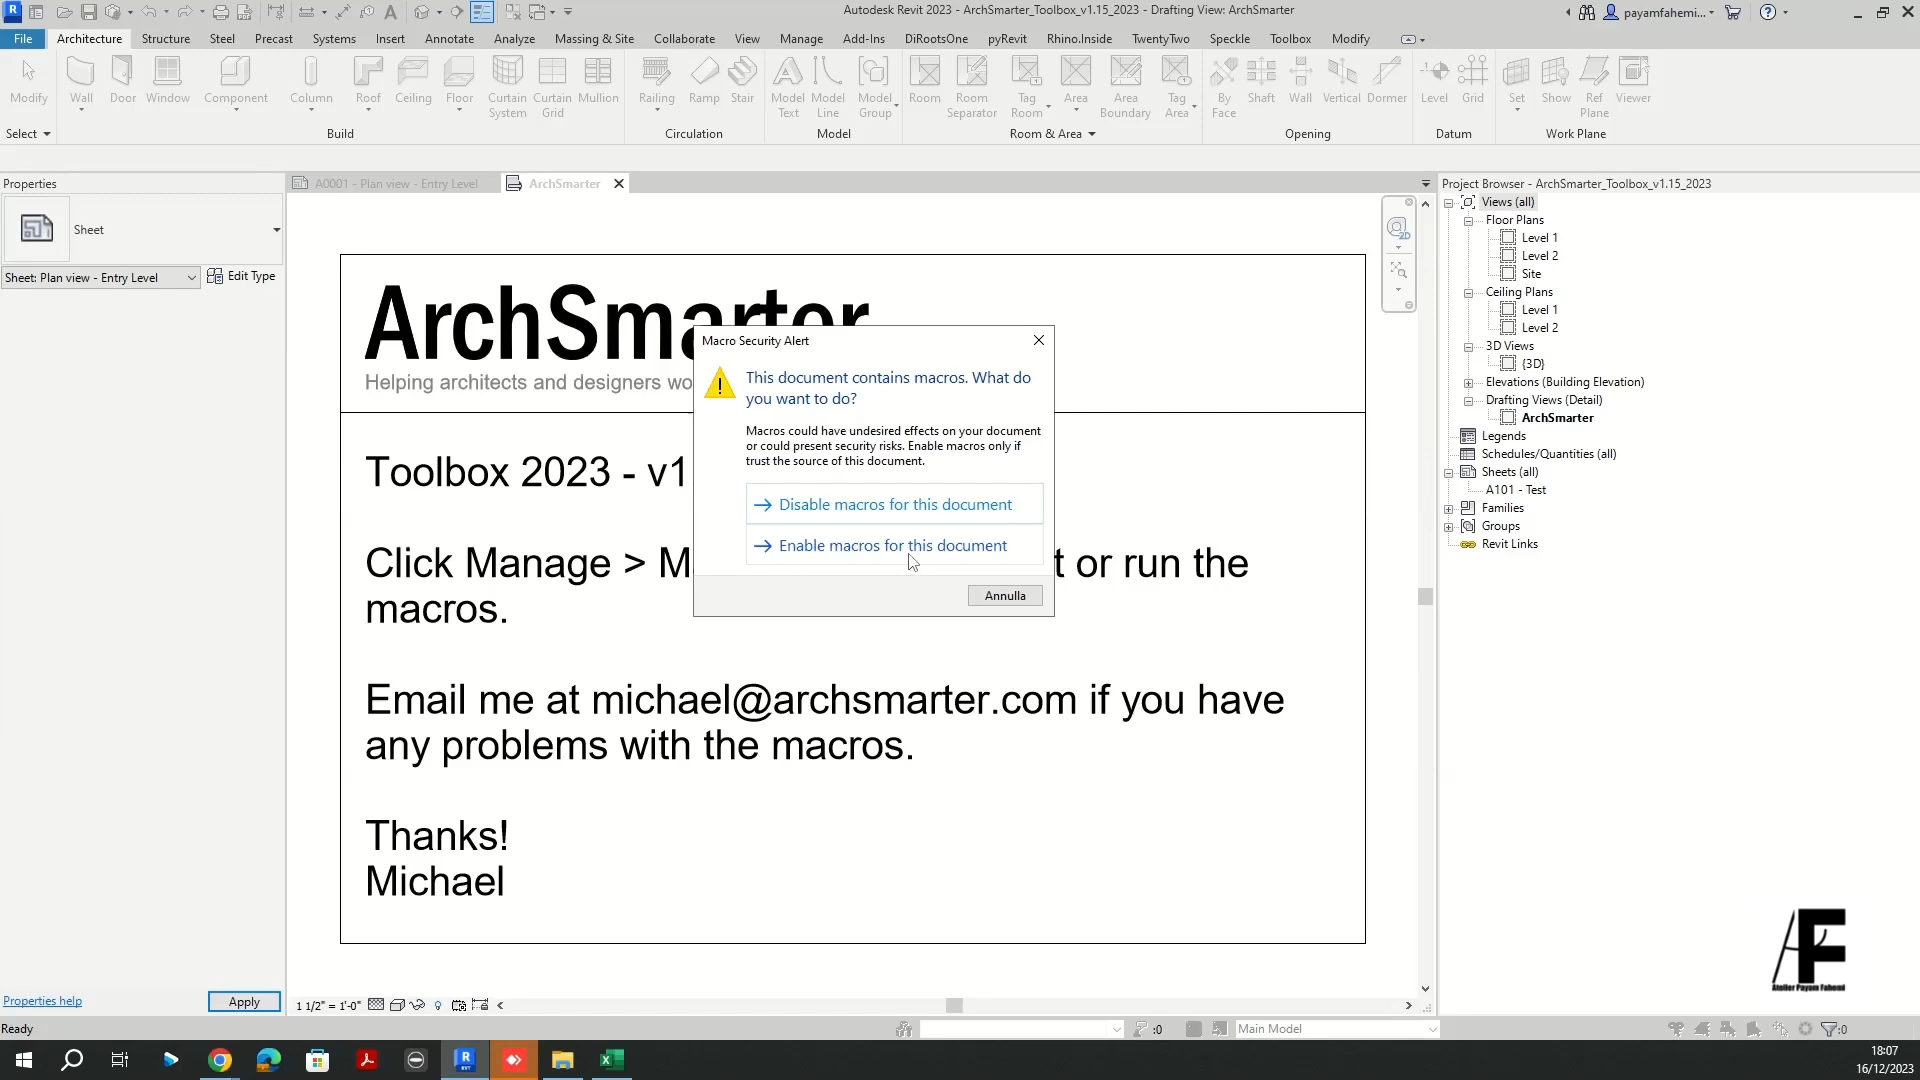 Autodesk Revit 2023 - ArchSmarter_Toolbox_v1.15_2023 - Drafting View: ArchSmarter
payamfahemi...
File Architecture Structure Steel Precast Systems Insert Annotate Analyze Massing & Site Collaborate View Manage Add-Ins DiRootsOne pyRevit Rhino.Inside TwentyTwo Speckle Toolbox Modify
Modify Wall Door Window Component Column Roof Ceiling Floor Curtain System Curtain Grid Mullion Railing Ramp Stair Model Text Model Line Model Group Room Room Separator Tag Room Area Area Boundary Tag Area By Face Shaft Wall Vertical Dormer Level Grid Set Show Ref Plane Viewer
Select Build Circulation Model Room & Area Opening Datum Work Plane
Properties
Sheet
Sheet: Plan view - Entry Level
Edit Type
A0001 - Plan view - Entry Level
ArchSmarter
2D
ArchSmarter
Helping architects and designers wo
Toolbox 2023 - v1.
Click Manage > M
t or run the
macros.
Email me at michael@archsmarter.com if you have
any problems with the macros.
Thanks!
Michael
Macro Security Alert
This document contains macros. What do
you want to do?
Macros could have undesired effects on your document
or could present security risks. Enable macros only if
trust the source of this document.
Disable macros for this document
Enable macros for this document
Annulla
Project Browser - ArchSmarter_Toolbox_v1.15_2023
Views (all)
Floor Plans
Level 1
Level 2
Site
Ceiling Plans
Level 1
Level 2
3D Views
{3D}
Elevations (Building Elevation)
Drafting Views (Detail)
ArchSmarter
Legends
Schedules/Quantities (all)
Sheets (all)
A101 - Test
Families
Groups
Revit Links
AF
Atelier Payam Fahemi
Properties help
Apply
1 1/2" = 1'-0"
Ready
:0
Main Model
:0
18:07
16/12/2023